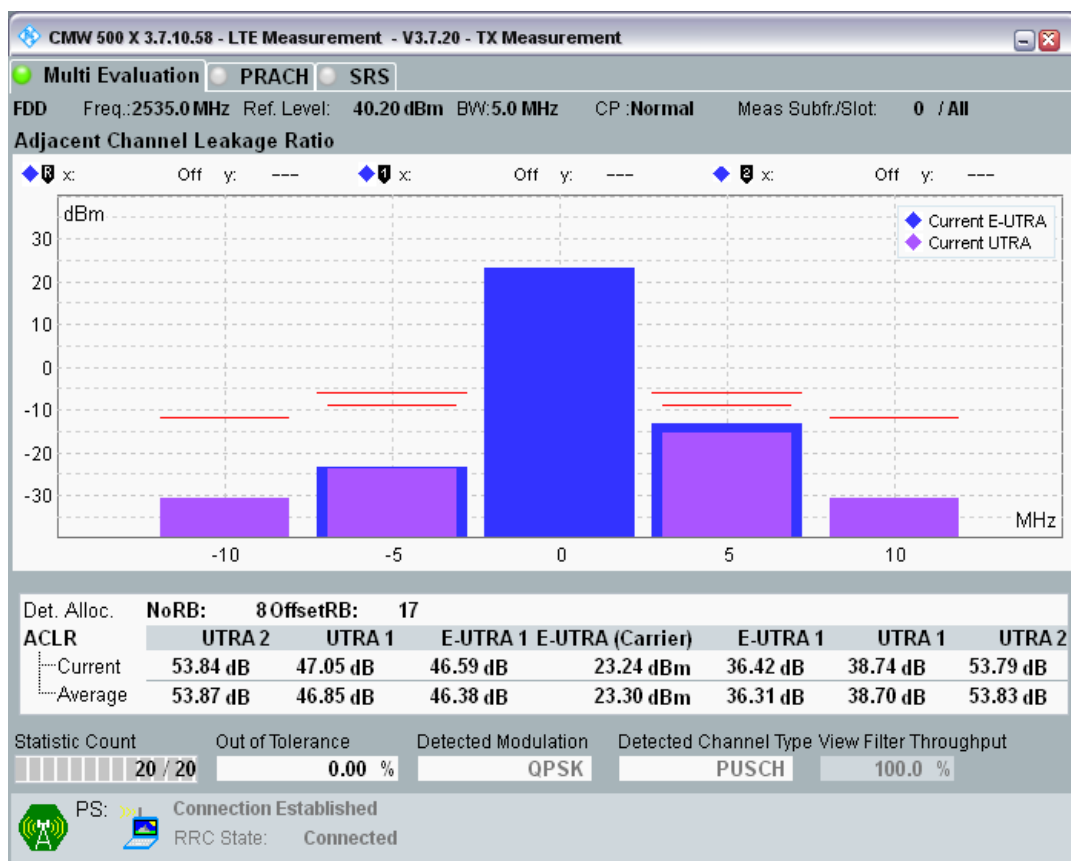 CMW 500 X 3.7.10.58 - LTE Measurement - V3.7.20 - TX Measurement
Multi Evaluation PRACH SRS
FDD Freq.:2535.0 MHz Ref. Level: 40.20 dBm BW:5.0 MHz CP :Normal Meas Subfr./Slot: 0 / All
Adjacent Channel Leakage Ratio
R x: Off y: --- 1 x: Off y: --- 2 x: Off y: ---
dBm
Current E-UTRA
Current UTRA
30
20
10
0
-10
-20
-30
MHz
-10 -5 0 5 10
Det. Alloc. NoRB: 8 OffsetRB: 17
ACLR UTRA 2 UTRA 1 E-UTRA 1 E-UTRA (Carrier) E-UTRA 1 UTRA 1 UTRA 2
Current 53.84 dB 47.05 dB 46.59 dB 23.24 dBm 36.42 dB 38.74 dB 53.79 dB
Average 53.87 dB 46.85 dB 46.38 dB 23.30 dBm 36.31 dB 38.70 dB 53.83 dB
Statistic Count Out of Tolerance Detected Modulation Detected Channel Type View Filter Throughput
20 / 20 0.00 % QPSK PUSCH 100.0 %
PS: Connection Established
RRC State: Connected